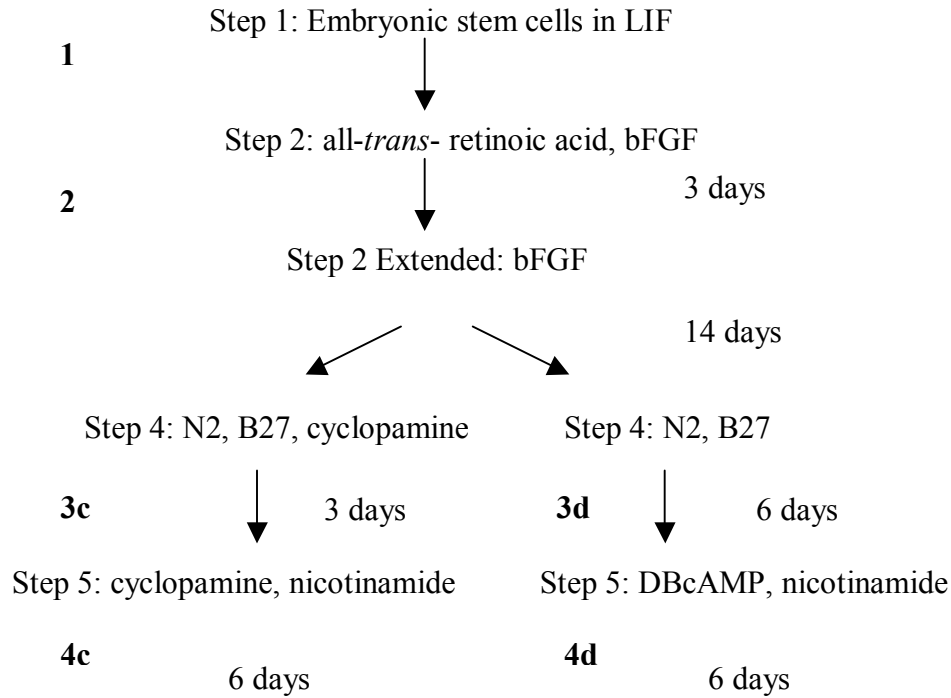 Step 1: Embryonic stem cells in LIF
1
Step 2: all-trans- retinoic acid, bFGF
3 days
2
Step 2 Extended: bFGF
14 days
Step 4: N2, B27, cyclopamine
Step 4: N2, B27
3c
3 days
3d
6 days
Step 5: cyclopamine, nicotinamide
Step 5: DBcAMP, nicotinamide
4c
6 days
4d
6 days